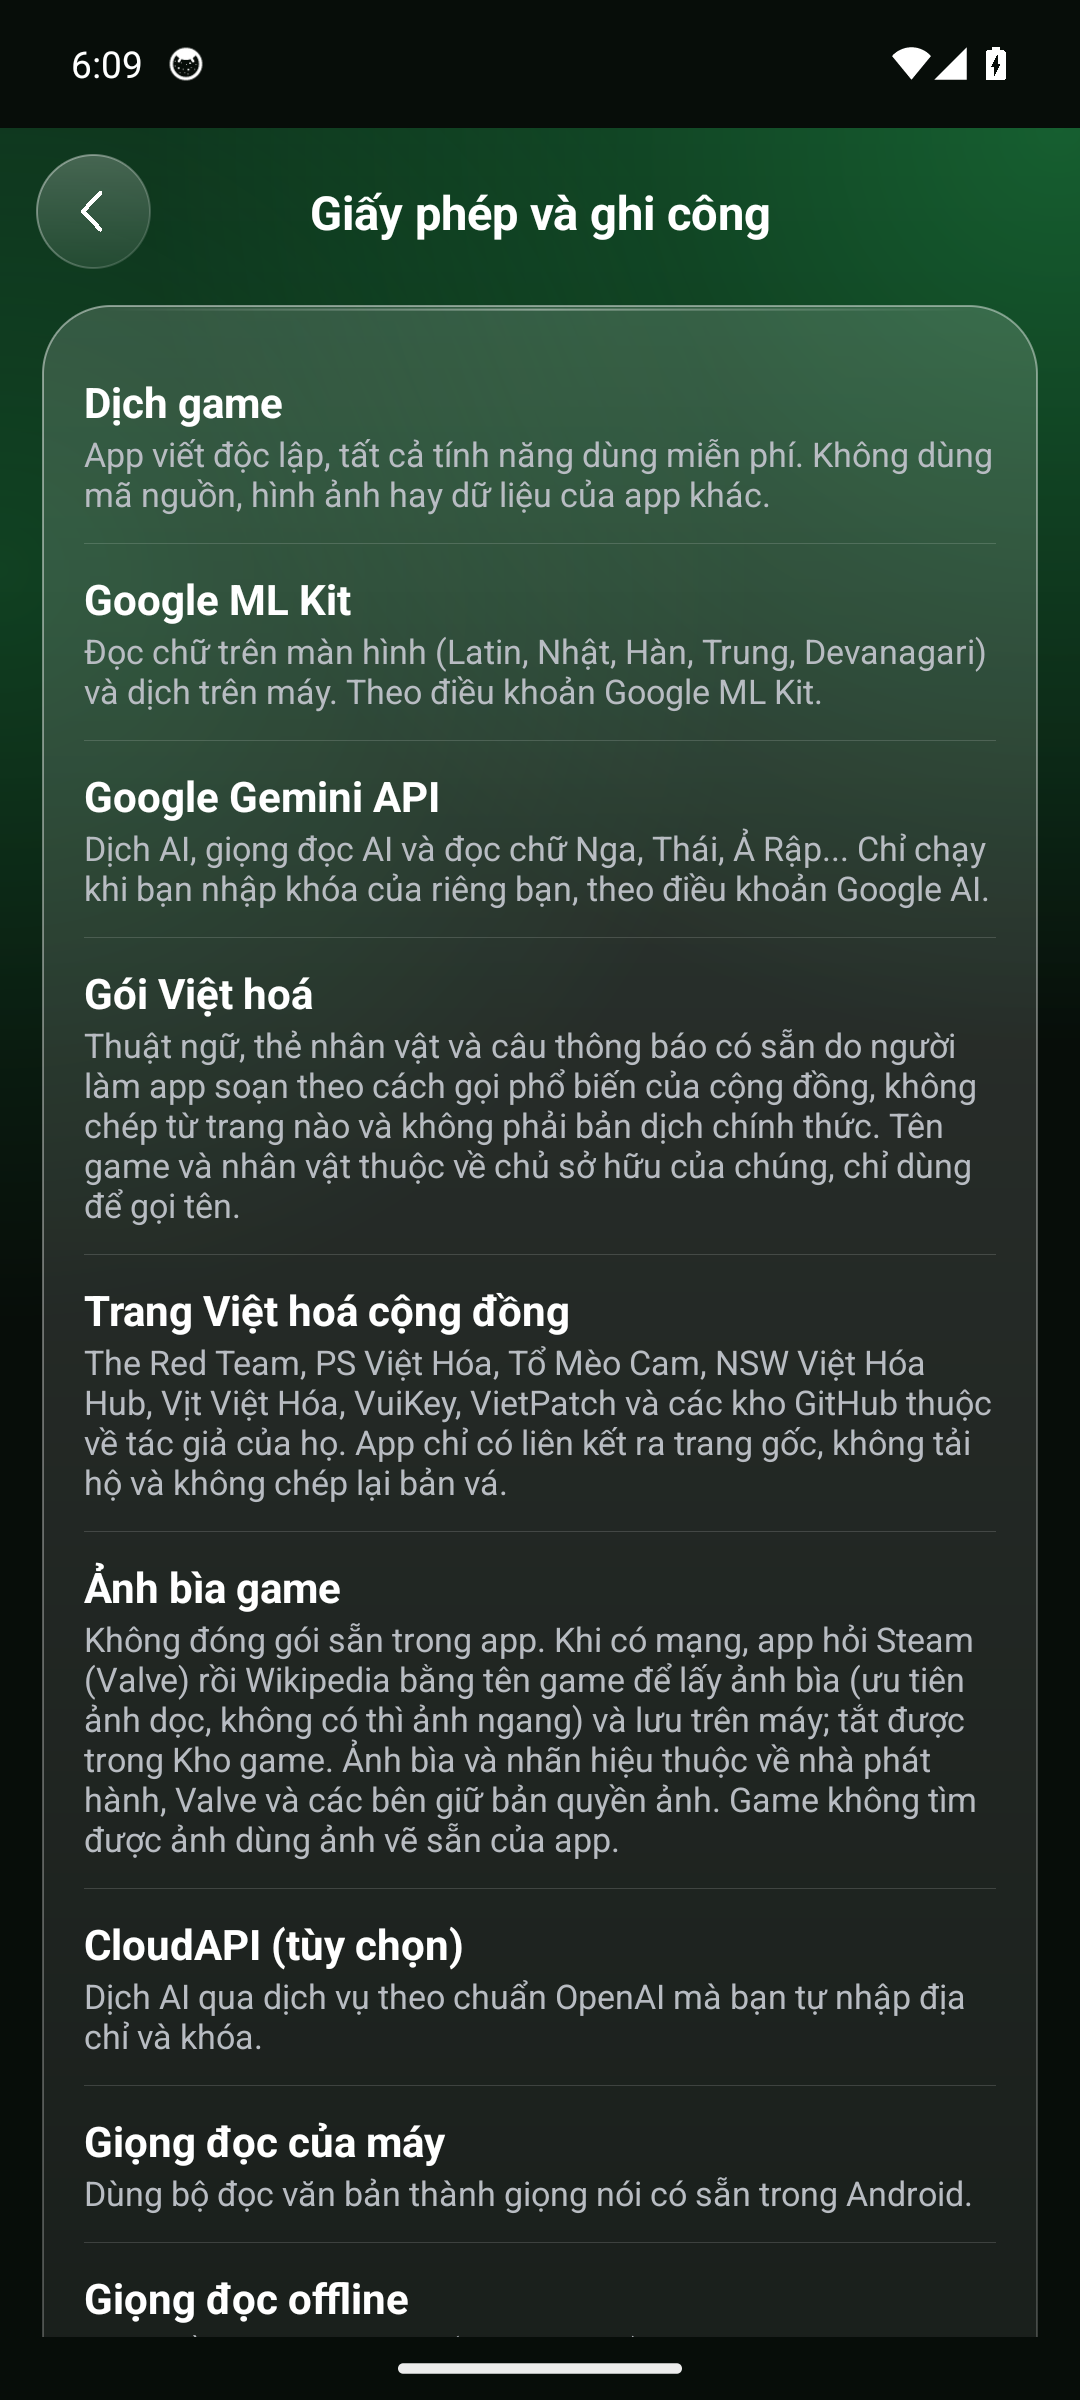 6:09
Giấy phép và ghi công
Dịch game
App viết độc lập, tất cả tính năng dùng miễn phí. Không dùng
mã nguồn, hình ảnh hay dữ liệu của app khác.
Google ML Kit
Đọc chữ trên màn hình (Latin, Nhật, Hàn, Trung, Devanagari)
và dịch trên máy. Theo điều khoản Google ML Kit.
Google Gemini API
Dịch AI, giọng đọc AI và đọc chữ Nga, Thái, Ả Rập... Chỉ chạy
khi bạn nhập khóa của riêng bạn, theo điều khoản Google AI.
Gói Việt hoá
Thuật ngữ, thẻ nhân vật và câu thông báo có sẵn do người
làm app soạn theo cách gọi phổ biến của cộng đồng, không
chép từ trang nào và không phải bản dịch chính thức. Tên
game và nhân vật thuộc về chủ sở hữu của chúng, chỉ dùng
để gọi tên.
Trang Việt hoá cộng đồng
The Red Team, PS Việt Hóa, Tổ Mèo Cam, NSW Việt Hóa
Hub, Vịt Việt Hóa, VuiKey, VietPatch và các kho GitHub thuộc
về tác giả của họ. App chỉ có liên kết ra trang gốc, không tải
hộ và không chép lại bản vá.
Ảnh bìa game
Không đóng gói sẵn trong app. Khi có mạng, app hỏi Steam
(Valve) rồi Wikipedia bằng tên game để lấy ảnh bìa (ưu tiên
ảnh dọc, không có thì ảnh ngang) và lưu trên máy; tắt được
trong Kho game. Ảnh bìa và nhãn hiệu thuộc về nhà phát
hành, Valve và các bên giữ bản quyền ảnh. Game không tìm
được ảnh dùng ảnh vẽ sẵn của app.
CloudAPI (tùy chọn)
Dịch AI qua dịch vụ theo chuẩn OpenAI mà bạn tự nhập địa
chỉ và khóa.
Giọng đọc của máy
Dùng bộ đọc văn bản thành giọng nói có sẵn trong Android.
Giọng đọc offline